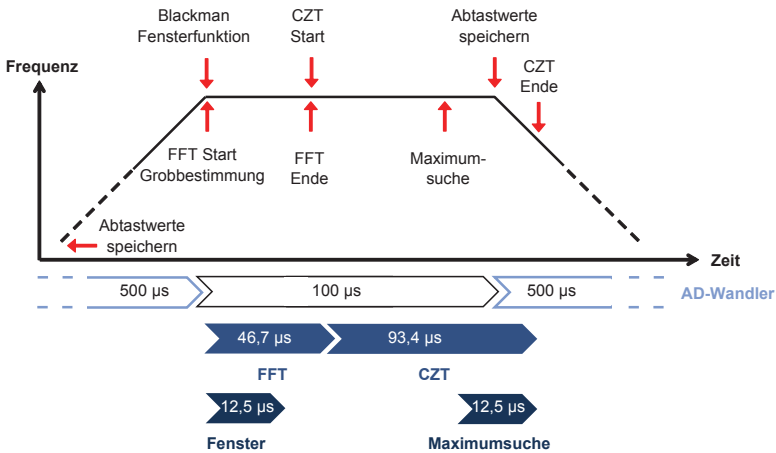 Blackman
Fensterfunktion
CZT
Start
Abtastwerte
speichern
CZT
Ende
Frequenz
FFT Start
Grobbestimmung
FFT
Ende
Maximum-
suche
Abtastwerte
speichern
Zeit
500 µs
100 µs
500 µs
AD-Wandler
46,7 µs
93,4 µs
FFT
CZT
12,5 µs
12,5 µs
Fenster
Maximumsuche